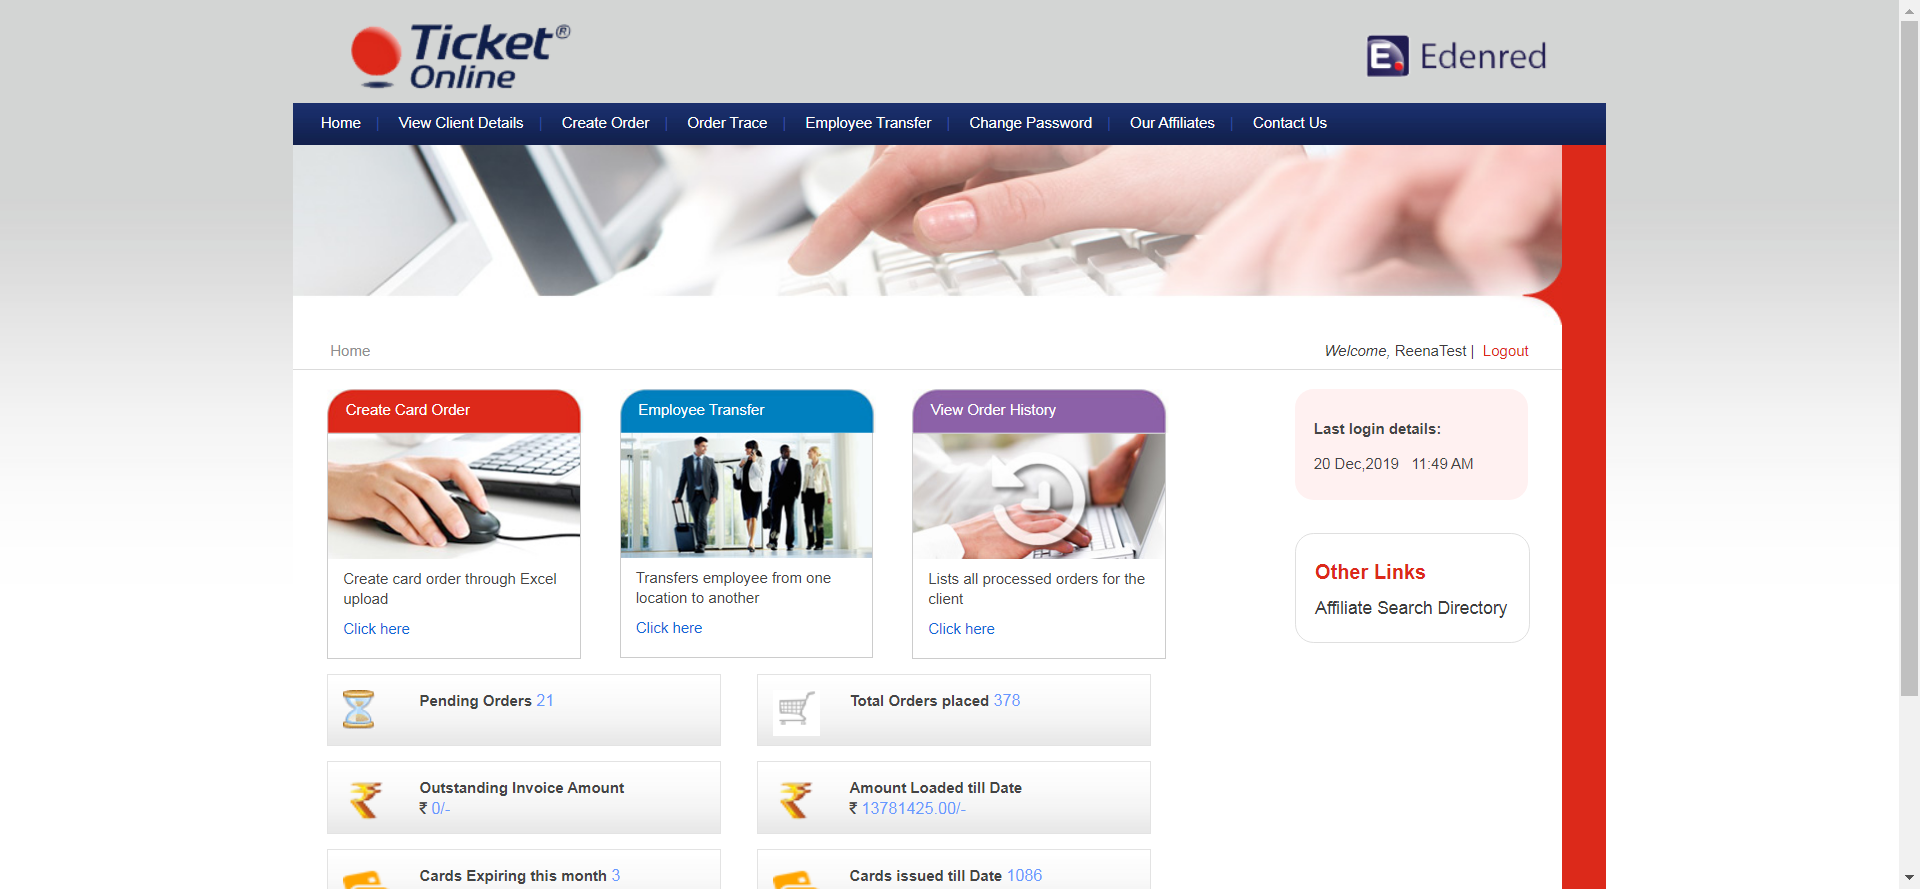 Ticket®
Online
E. Edenred
Home | View Client Details | Create Order | Order Trace | Employee Transfer | Change Password | Our Affiliates | Contact Us
Home
Welcome, ReenaTest | Logout
Create Card Order
Employee Transfer
View Order History
Create card order through Excel
upload
Click here
Transfers employee from one
location to another
Click here
Lists all processed orders for the
client
Click here
Last login details:
20 Dec,2019 11:49 AM
Other Links
Affiliate Search Directory
Pending Orders 21
Total Orders placed 378
Outstanding Invoice Amount
₹ 0/-
Amount Loaded till Date
₹ 13781425.00/-
Cards Expiring this month 3
Cards issued till Date 1086